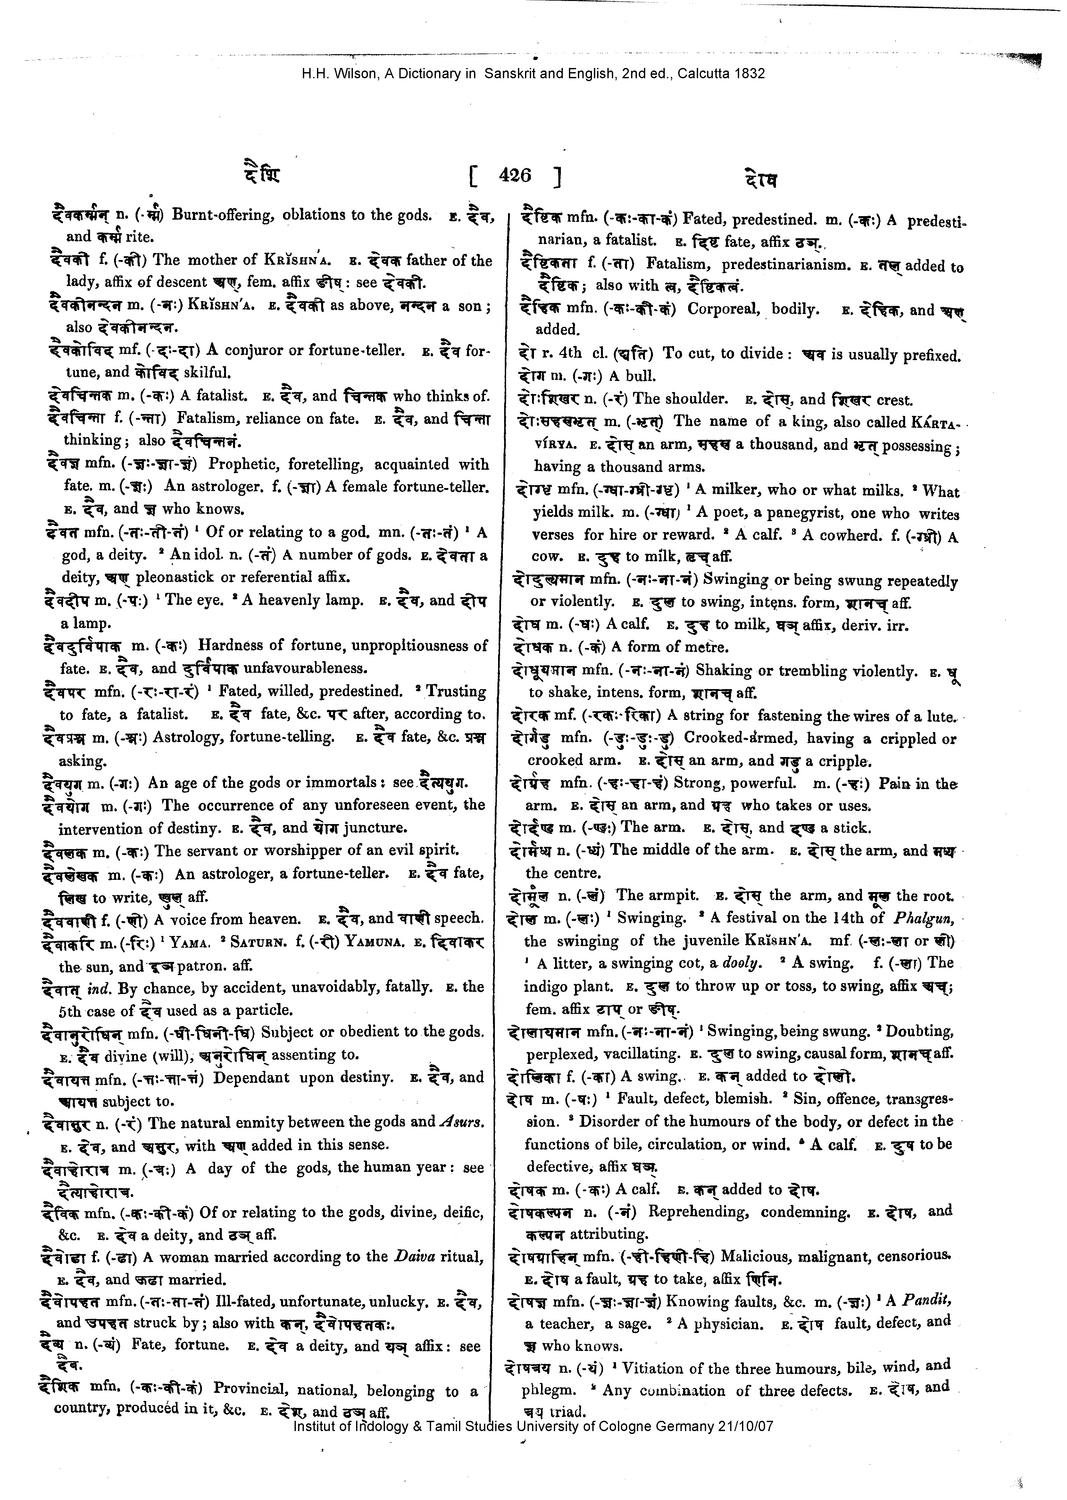 H.H. Wilson, A Dictionary in Sanskrit and English, 2nd ed., Calcutta 1832
दैशि
[ 426 ]
दोष
दैवकर्म्मन् n. (-र्म्म) Burnt-offering, oblations to the gods. E. दैव,
and कर्म्म rite.
दैवकी f. (-की) The mother of KRĬSHN'A. E. देवक father of the
lady, affix of descent अण्, fem. affix ङीष्: see देवकी.
दैवकीनन्दन m. (-नः) KRĬSHN'A. E. दैवकी as above, नन्दन a son;
also देवकीनन्दन.
दैवकोविद mf. (-दः-दा) A conjuror or fortune-teller. E. दैव for-
tune, and कोविद skilful.
दैवचिन्तक m. (-कः) A fatalist. E. दैव, and चिन्तक who thinks of.
दैवचिन्ता f. (-न्ता) Fatalism, reliance on fate. E. दैव, and चिन्ता
thinking; also दैवचिन्तनं.
दैवज्ञ mfn. (-ज्ञः-ज्ञा-ज्ञं) Prophetic, foretelling, acquainted with
fate. m. (-ज्ञः) An astrologer. f. (-ज्ञा) A female fortune-teller.
E. दैव, and ज्ञ who knows.
दैवत mfn. (-तः-ती-तं) ¹ Of or relating to a god. mn. (-तः-तं) ¹ A
god, a deity. ² An idol. n. (-तं) A number of gods. E. देवता a
deity, अण् pleonastick or referential affix.
दैवदीप m. (-पः) ¹ The eye. ² A heavenly lamp. E. दैव, and दीप
a lamp.
दैवदुर्विपाक m. (-कः) Hardness of fortune, unpropitiousness of
fate. E. दैव, and दुर्विपाक unfavourableness.
दैवपर mfn. (-रः-रा-रं) ¹ Fated, willed, predestined. ² Trusting
to fate, a fatalist. E. दैव fate, &c. पर after, according to.
दैवप्रश्न m. (-श्नः) Astrology, fortune-telling. E. दैव fate, &c. प्रश्न
asking.
दैवयुग m. (-गः) An age of the gods or immortals: see दैत्ययुग.
दैवयोग m. (-गः) The occurrence of any unforeseen event, the
intervention of destiny. E. दैव, and योग juncture.
दैवलक m. (-कः) The servant or worshipper of an evil spirit.
दैवलेखक m. (-कः) An astrologer, a fortune-teller. E. दैव fate,
लिख to write, वुल् aff.
दैववाणी f. (-णी) A voice from heaven. E. दैव, and वाणी speech.
दैवाकरि m. (-रिः) ¹ YAMA. ² SATURN. f. (-री) YAMUNA. E. दिवाकर
the sun, and इञ् patron. aff.
दैवात् ind. By chance, by accident, unavoidably, fatally. E. the
5th case of दैव used as a particle.
दैवानुरोधिन् mfn. (-धी-धिनी-धि) Subject or obedient to the gods.
E. दैव divine (will), अनुरोधिन् assenting to.
दैवायत्त mfn. (-त्तः-त्ता-त्तं) Dependant upon destiny. E. दैव, and
आयत्त subject to.
दैवासुर n. (-रं) The natural enmity between the gods and Asurs.
E. देव, and असुर, with अण् added in this sense.
दैवाहोरात्र m. (-त्रः) A day of the gods, the human year: see
दैत्याहोरात्र.
दैविक mfn. (-कः-की-कं) Of or relating to the gods, divine, deific,
&c. E. देव a deity, and ठञ् aff.
दैवोढा f. (-ढा) A woman married according to the Daiva ritual,
E. दैव, and ऊढा married.
दैवोपहत mfn. (-तः-ता-तं) Ill-fated, unfortunate, unlucky. E. दैव,
and उपहत struck by; also with कन्, दैवोपहतकः.
दैव्य n. (-व्यं) Fate, fortune. E. देव a deity, and यञ् affix: see
दैव.
दैशिक mfn. (-कः-की-कं) Provincial, national, belonging to a
country, produced in it, &c. E. देश, and ठञ् aff.
दैष्टिक mfn. (-कः-का-कं) Fated, predestined. m. (-कः) A predesti-
narian, a fatalist. E. दिष्ट fate, affix ठञ्.
दैष्टिकता f. (-ता) Fatalism, predestinarianism. E. तल् added to
दैष्टिक; also with त्व, दैष्टिकत्वं.
दैहिक mfn. (-कः-की-कं) Corporeal, bodily. E. देहिक, and अण्
added.
दो r. 4th cl. (द्यति) To cut, to divide: अव is usually prefixed.
दोग m. (-गः) A bull.
दोःशिखर n. (-रं) The shoulder. E. दोस्, and शिखर crest.
दोःसहस्रभृत् m. (-भृत्) The name of a king, also called KÁRTA-
VÍRYA. E. दोस् an arm, सहस्र a thousand, and भृत् possessing;
having a thousand arms.
दोग्धृ mfn. (-ग्धा-ग्ध्री-ग्धृ) ¹ A milker, who or what milks. ² What
yields milk. m. (-ग्धा) ¹ A poet, a panegyrist, one who writes
verses for hire or reward. ² A calf. ³ A cowherd. f. (-ग्ध्री) A
cow. E. दुह to milk, तृच् aff.
दोदुल्यमान mfn. (-नः-ना-नं) Swinging or being swung repeatedly
or violently. E. दुल to swing, intens. form, शानच् aff.
दोघ m. (-घः) A calf. E. दुह to milk, घञ् affix, deriv. irr.
दोधक n. (-कं) A form of metre.
दोधूयमान mfn. (-नः-ना-नं) Shaking or trembling violently. E. धू
to shake, intens. form, शानच् aff.
दोरक mf. (-रकः-रिका) A string for fastening the wires of a lute.
दोर्गडु mfn. (-डुः-डुः-डु) Crooked-armed, having a crippled or
crooked arm. E. दोस् an arm, and गडु a cripple.
दोर्ग्रह mfn. (-हः-हा-हं) Strong, powerful. m. (-हः) Pain in the
arm. E. दोस् an arm, and ग्रह who takes or uses.
दोर्दण्ड m. (-ण्डः) The arm. E. दोस्, and दण्ड a stick.
दोर्मध्य n. (-ध्यं) The middle of the arm. E. दोस् the arm, and मध्य
the centre.
दोर्मूल n. (-लं) The armpit. E. दोस् the arm, and मूल the root.
दोल m. (-लः) ¹ Swinging. ² A festival on the 14th of Phalgun,
the swinging of the juvenile KRĬSHN'A. mf. (-लः-ला or ली)
¹ A litter, a swinging cot, a dooly. ² A swing. f. (-ला) The
indigo plant. E. दुल to throw up or toss, to swing, affix अच्;
fem. affix टाप् or ङीष्.
दोलायमान mfn. (-नः-ना-नं) ¹ Swinging, being swung. ² Doubting,
perplexed, vacillating. E. दुल to swing, causal form, शानच् aff.
दोलिका f. (-का) A swing. E. कन् added to दोली.
दोष m. (-षः) ¹ Fault, defect, blemish. ² Sin, offence, transgres-
sion. ³ Disorder of the humours of the body, or defect in the
functions of bile, circulation, or wind. ⁴ A calf. E. दुष to be
defective, affix घञ्.
दोषक m. (-कः) A calf. E. कन् added to दोष.
दोषकल्पन n. (-नं) Reprehending, condemning. E. दोष, and
कल्पन attributing.
दोषग्राहिन् mfn. (-ही-हिणी-हि) Malicious, malignant, censorious.
E. दोष a fault, ग्रह to take, affix णिनि.
दोषज्ञ mfn. (-ज्ञः-ज्ञा-ज्ञं) Knowing faults, &c. m. (-ज्ञः) ¹ A Pandit,
a teacher, a sage. ² A physician. E. दोष fault, defect, and
ज्ञ who knows.
दोषत्रय n. (-यं) ¹ Vitiation of the three humours, bile, wind, and
phlegm. ² Any combination of three defects. E. दोष, and
त्रय triad.
Institut of Indology & Tamil Studies University of Cologne Germany 21/10/07